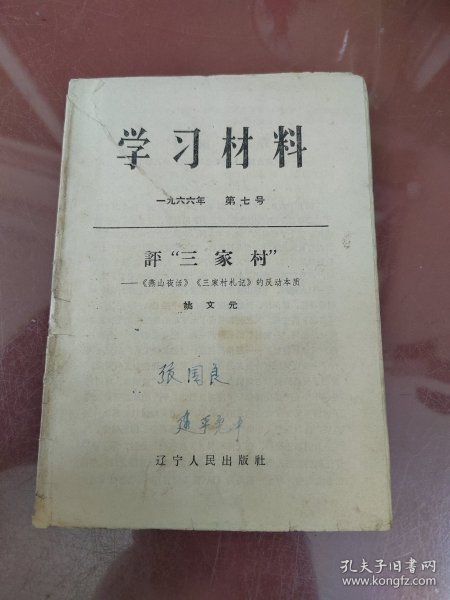 学习材料
一九六六年 第七号
評“三家村”
——《燕山夜话》《三家村札记》的反动本质
姚文元
張国良
辽宁人民出版社
孔夫子旧书网
www.kongfz.com